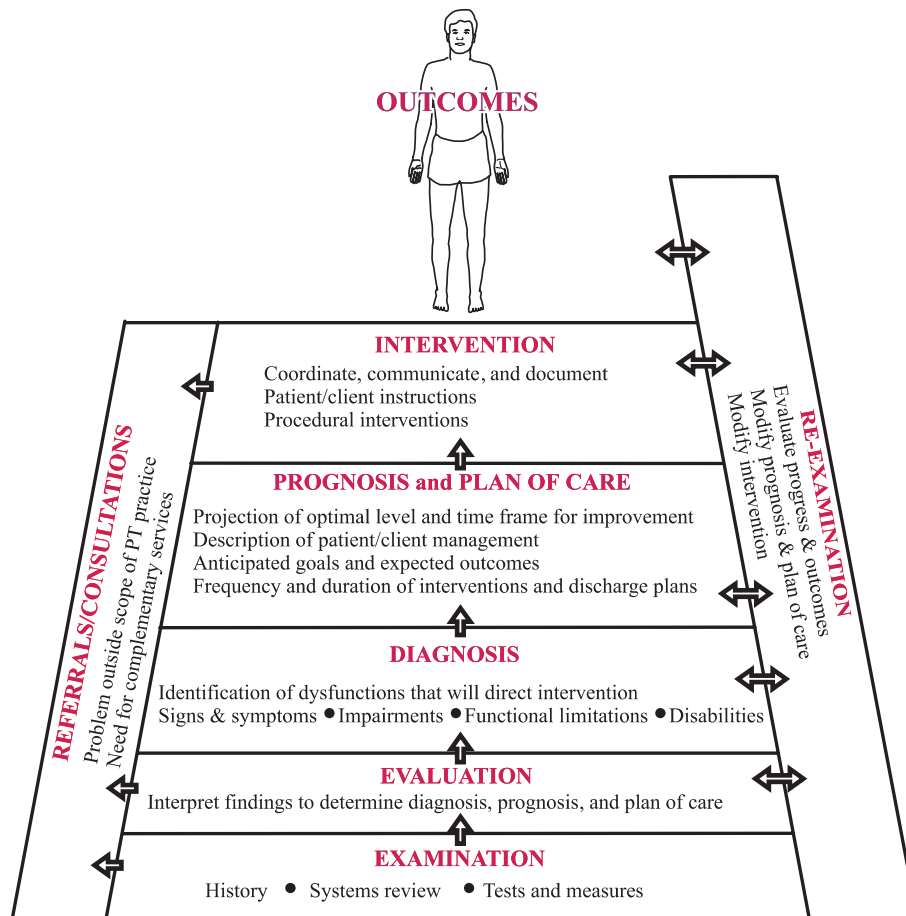 OUTCOMES
INTERVENTION
Coordinate, communicate, and document
Patient/client instructions
Procedural interventions
PROGNOSIS and PLAN OF CARE
Projection of optimal level and time frame for improvement
Description of patient/client management
Anticipated goals and expected outcomes
Frequency and duration of interventions and discharge plans
DIAGNOSIS
Identification of dysfunctions that will direct intervention
Signs & symptoms ● Impairments ● Functional limitations ● Disabilities
EVALUATION
Interpret findings to determine diagnosis, prognosis, and plan of care
EXAMINATION
History ● Systems review ● Tests and measures
REFERRALS/CONSULTATIONS
Problem outside scope of PT practice
Need for complementary services
RE-EXAMINATION
Evaluate progress & outcomes
Modify prognosis & plan of care
Modify intervention